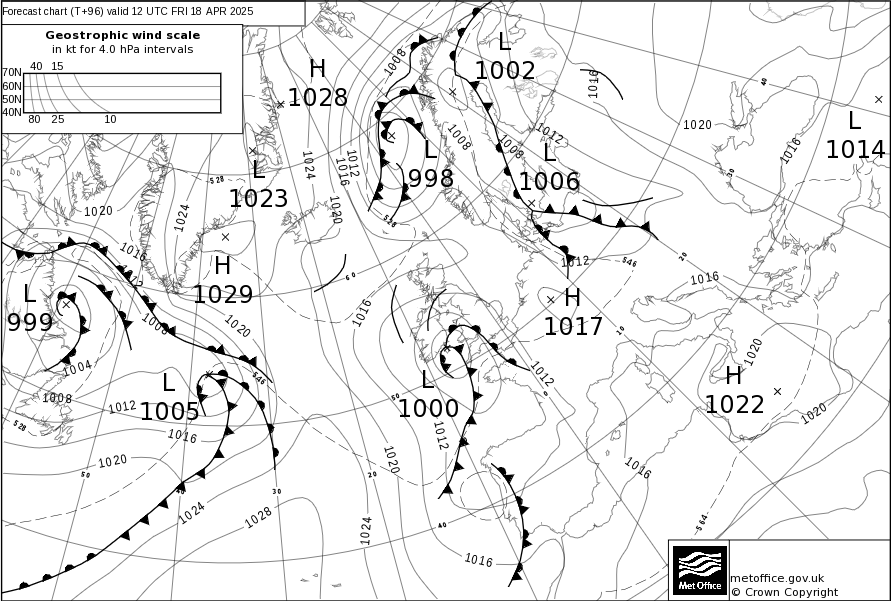 Forecast chart (T+96) valid 12 UTC FRI 18 APR 2025
Geostrophic wind scale
in kt for 4.0 hPa intervals
40 15
70N
60N
50N
40N
80 25 10
H
1028
L
1002
L
1014
L
998
L
1006
L
1023
H
1029
L
999
H
1017
L
1005
L
1000
H
1022
1008
1016
1020
1016
1012
1008
1008
1012
1016
1024
1020
1024
1020
528
528
1016
1012
1012
546
20
1016
60
1016
1008
1020
10
1020
1004
546
1012
0
1008
1012
50
1020
528
1016
1012
1020
1020
1016
50
40
30
20
1024
1028
1024
40
1016
564
40
30
metoffice.gov.uk
© Crown Copyright
Met Office